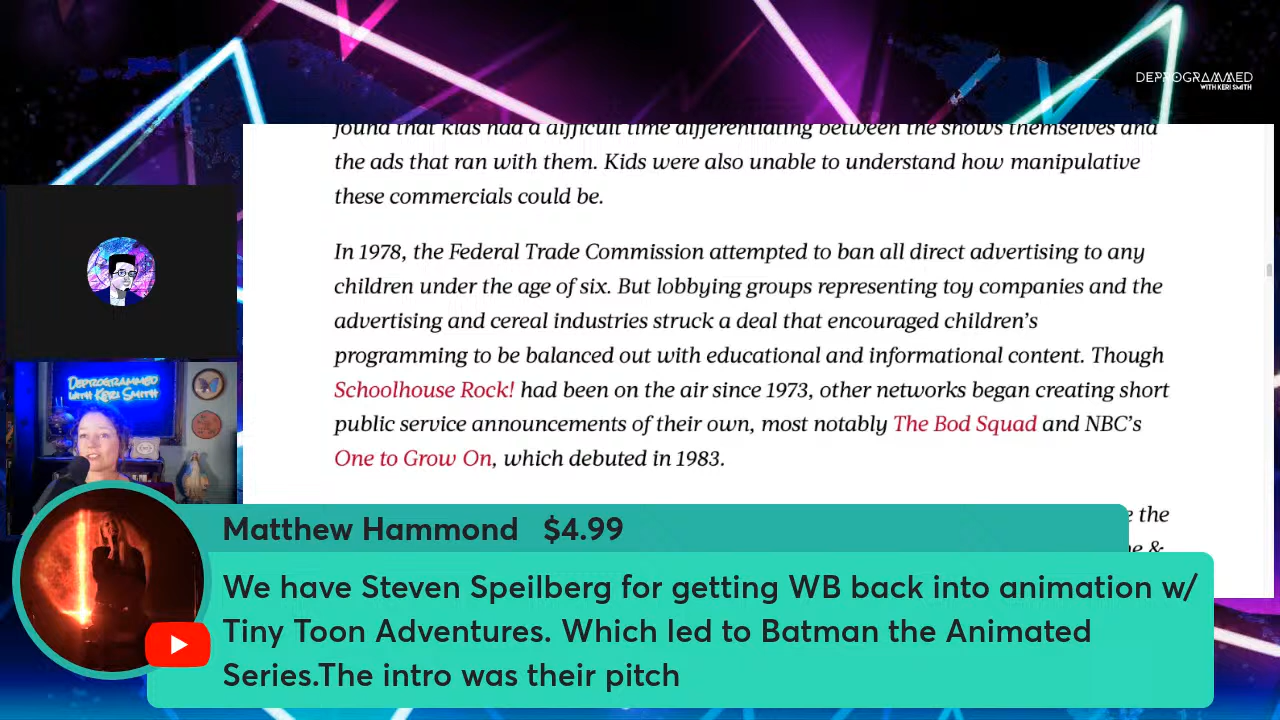 DEPROGRAMMED
WITH KERI SMITH
found that kids had a difficult time differentiating between the shows themselves and
the ads that ran with them. Kids were also unable to understand how manipulative
these commercials could be.
In 1978, the Federal Trade Commission attempted to ban all direct advertising to any
children under the age of six. But lobbying groups representing toy companies and the
advertising and cereal industries struck a deal that encouraged children's
programming to be balanced out with educational and informational content. Though
Schoolhouse Rock! had been on the air since 1973, other networks began creating short
public service announcements of their own, most notably The Bod Squad and NBC's
One to Grow On, which debuted in 1983.
the
&
DEPROGRAMMED
WITH KERI SMITH
Matthew Hammond $4.99
We have Steven Speilberg for getting WB back into animation w/
Tiny Toon Adventures. Which led to Batman the Animated
Series.The intro was their pitch